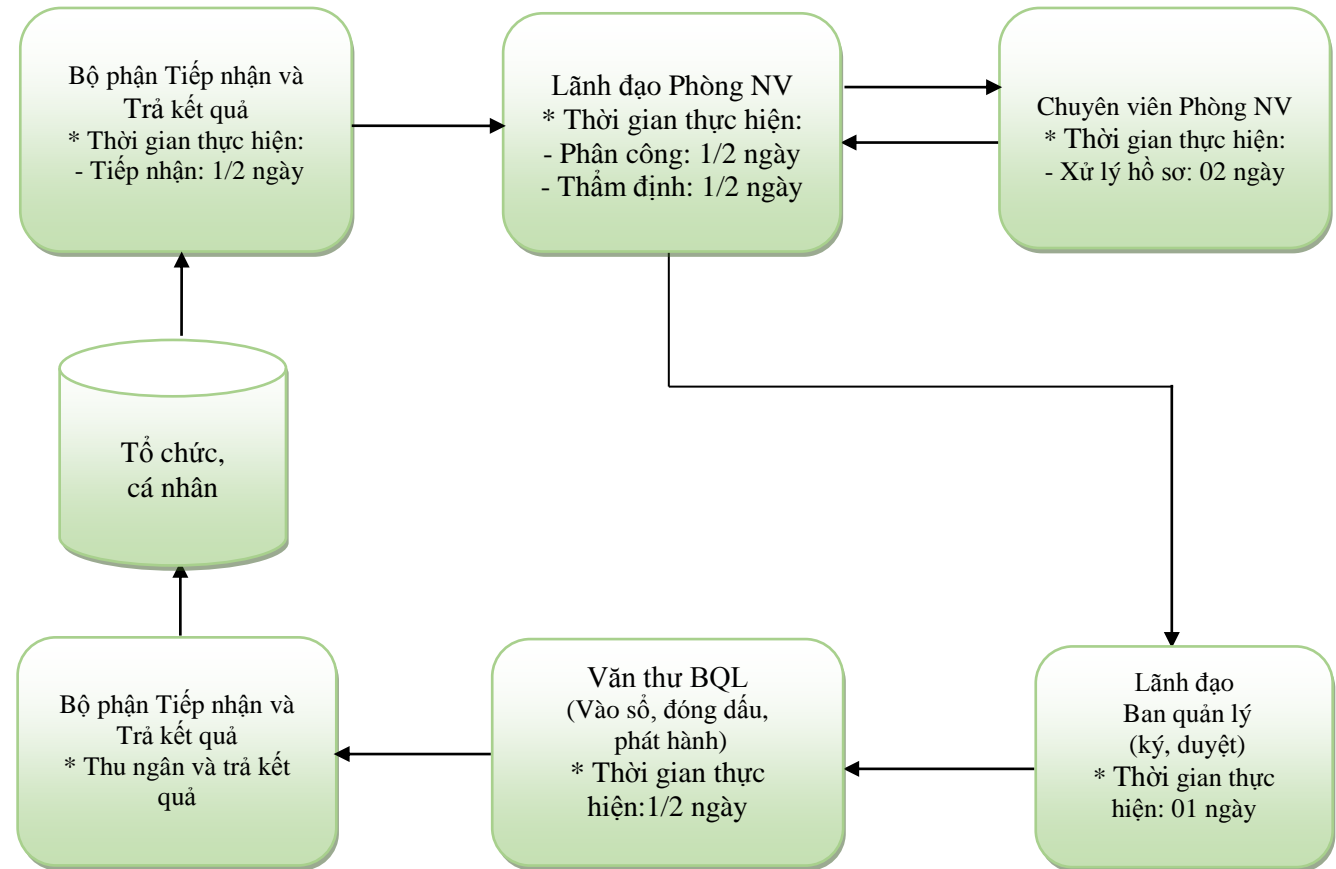 Bộ phận Tiếp nhận và
Trả kết quả
* Thời gian thực hiện:
- Tiếp nhận: 1/2 ngày
Lãnh đạo Phòng NV
* Thời gian thực hiện:
- Phân công: 1/2 ngày
- Thẩm định: 1/2 ngày
Chuyên viên Phòng NV
* Thời gian thực hiện:
- Xử lý hồ sơ: 02 ngày
Tổ chức,
cá nhân
Bộ phận Tiếp nhận và
Trả kết quả
* Thu ngân và trả kết
quả
Văn thư BQL
(Vào sổ, đóng dấu,
phát hành)
* Thời gian thực
hiện:1/2 ngày
Lãnh đạo
Ban quản lý
(ký, duyệt)
* Thời gian thực
hiện: 01 ngày